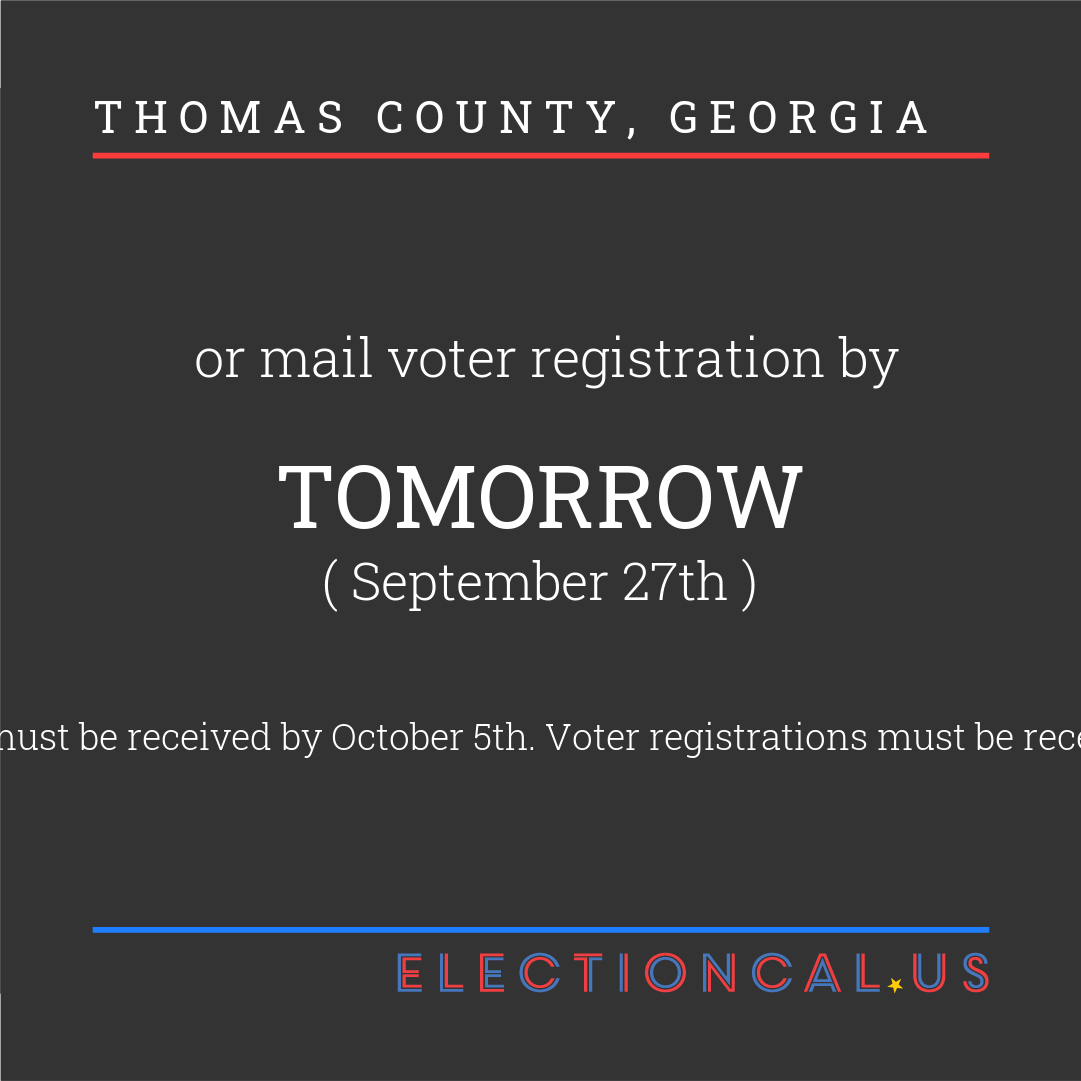 THOMAS COUNTY, GEORGIA
or mail voter registration by
TOMORROW
( September 27th )
must be received by October 5th. Voter registrations must be
ELECTIONCAL.US